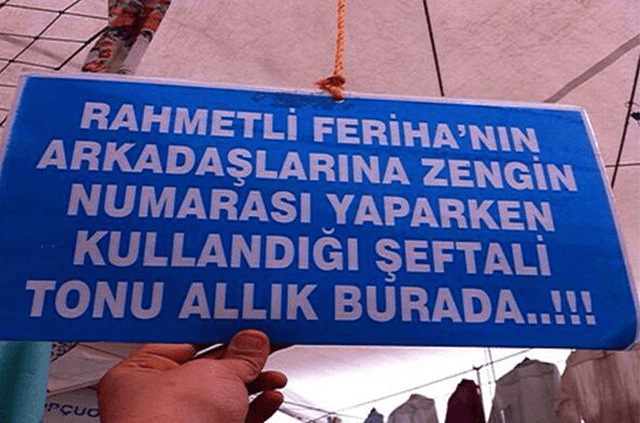 RAHMETLİ FERİHA'NIN
ARKADAŞLARINA ZENGİN
NUMARASI YAPARKEN
KULLANDIĞI ŞEFTALİ
TONU ALLIK BURADA..!!!